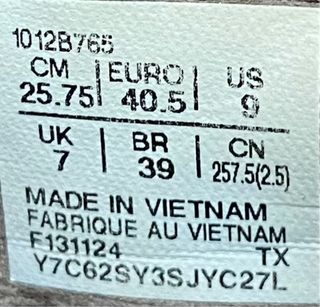 1012B765
CM | EURO | US
25.75 | 40.5 | 9
UK | BR | CN
7 | 39 | 257.5(2.5)
MADE IN VIETNAM
FABRIQUE AU VIETNAM
F131124 TX
Y7C62SY3SJYC27L